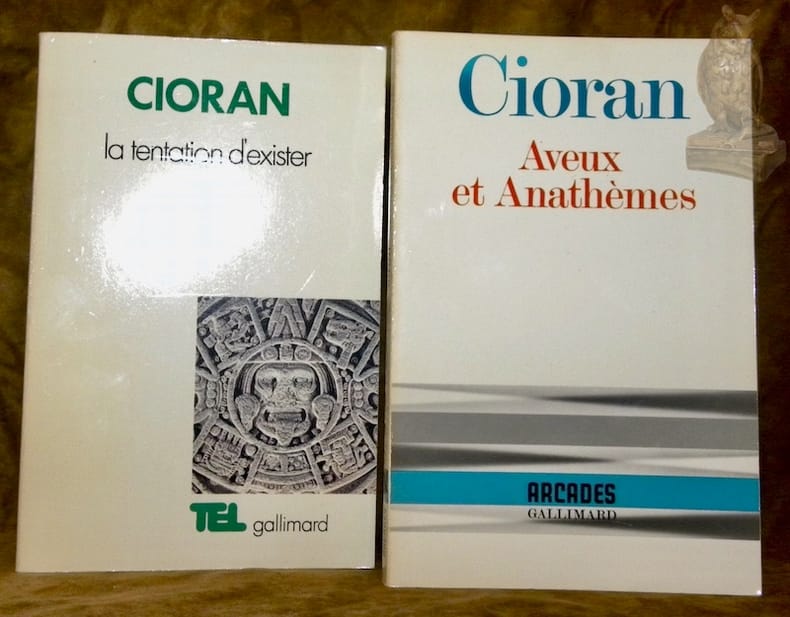 CIORAN
la tentation d'exister
TEL gallimard
Cioran
Aveux
et Anathèmes
ARCADES
GALLIMARD